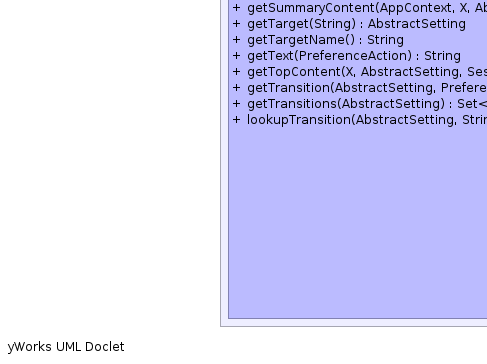 + getSummaryContent(AppContext, X, Ab
+ getTarget(String) : AbstractSetting
+ getTargetName() : String
+ getText(PreferenceAction) : String
+ getTopContent(X, AbstractSetting, Ses
+ getTransition(AbstractSetting, Prefere
+ getTransitions(AbstractSetting) : Set<
+ lookupTransition(AbstractSetting, Strin
yWorks UML Doclet